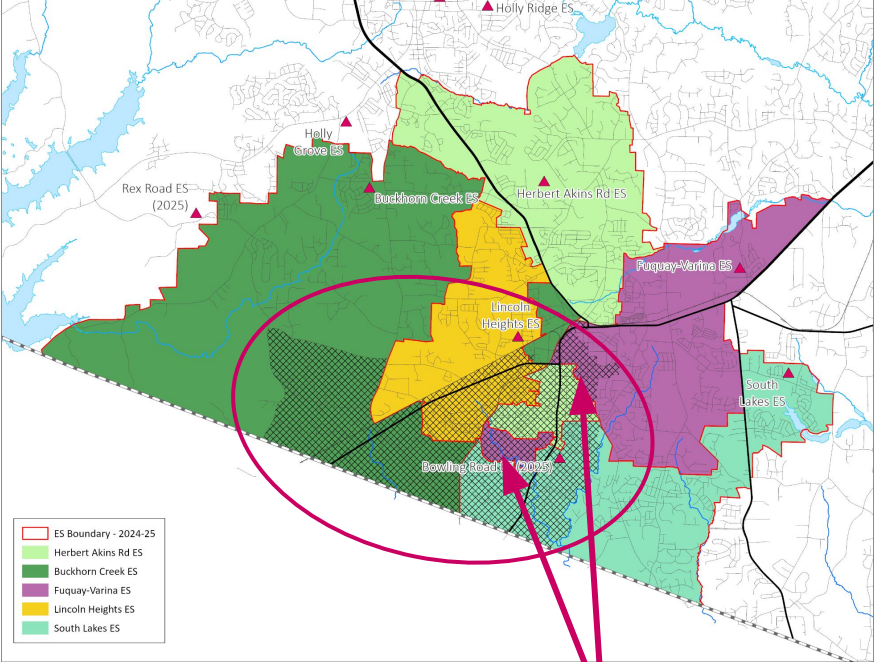 Holly Ridge ES
Holly
Grove ES
Rex Road ES
(2025)
Buckhorn Creek ES
Herbert Akins Rd ES
Fuquay-Varina ES
Lincoln
Heights ES
South
Lakes ES
Bowling Road (2025)
ES Boundary - 2024-25
Herbert Akins Rd ES
Buckhorn Creek ES
Fuquay-Varina ES
Lincoln Heights ES
South Lakes ES